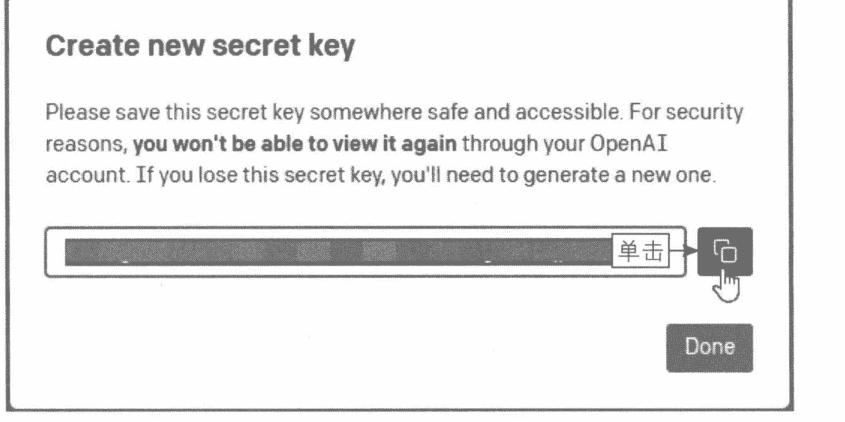 Create new secret key
Please save this secret key somewhere safe and accessible. For security
reasons, you won't be able to view it again through your OpenAI
account. If you lose this secret key, you'll need to generate a new one.
单击
Done